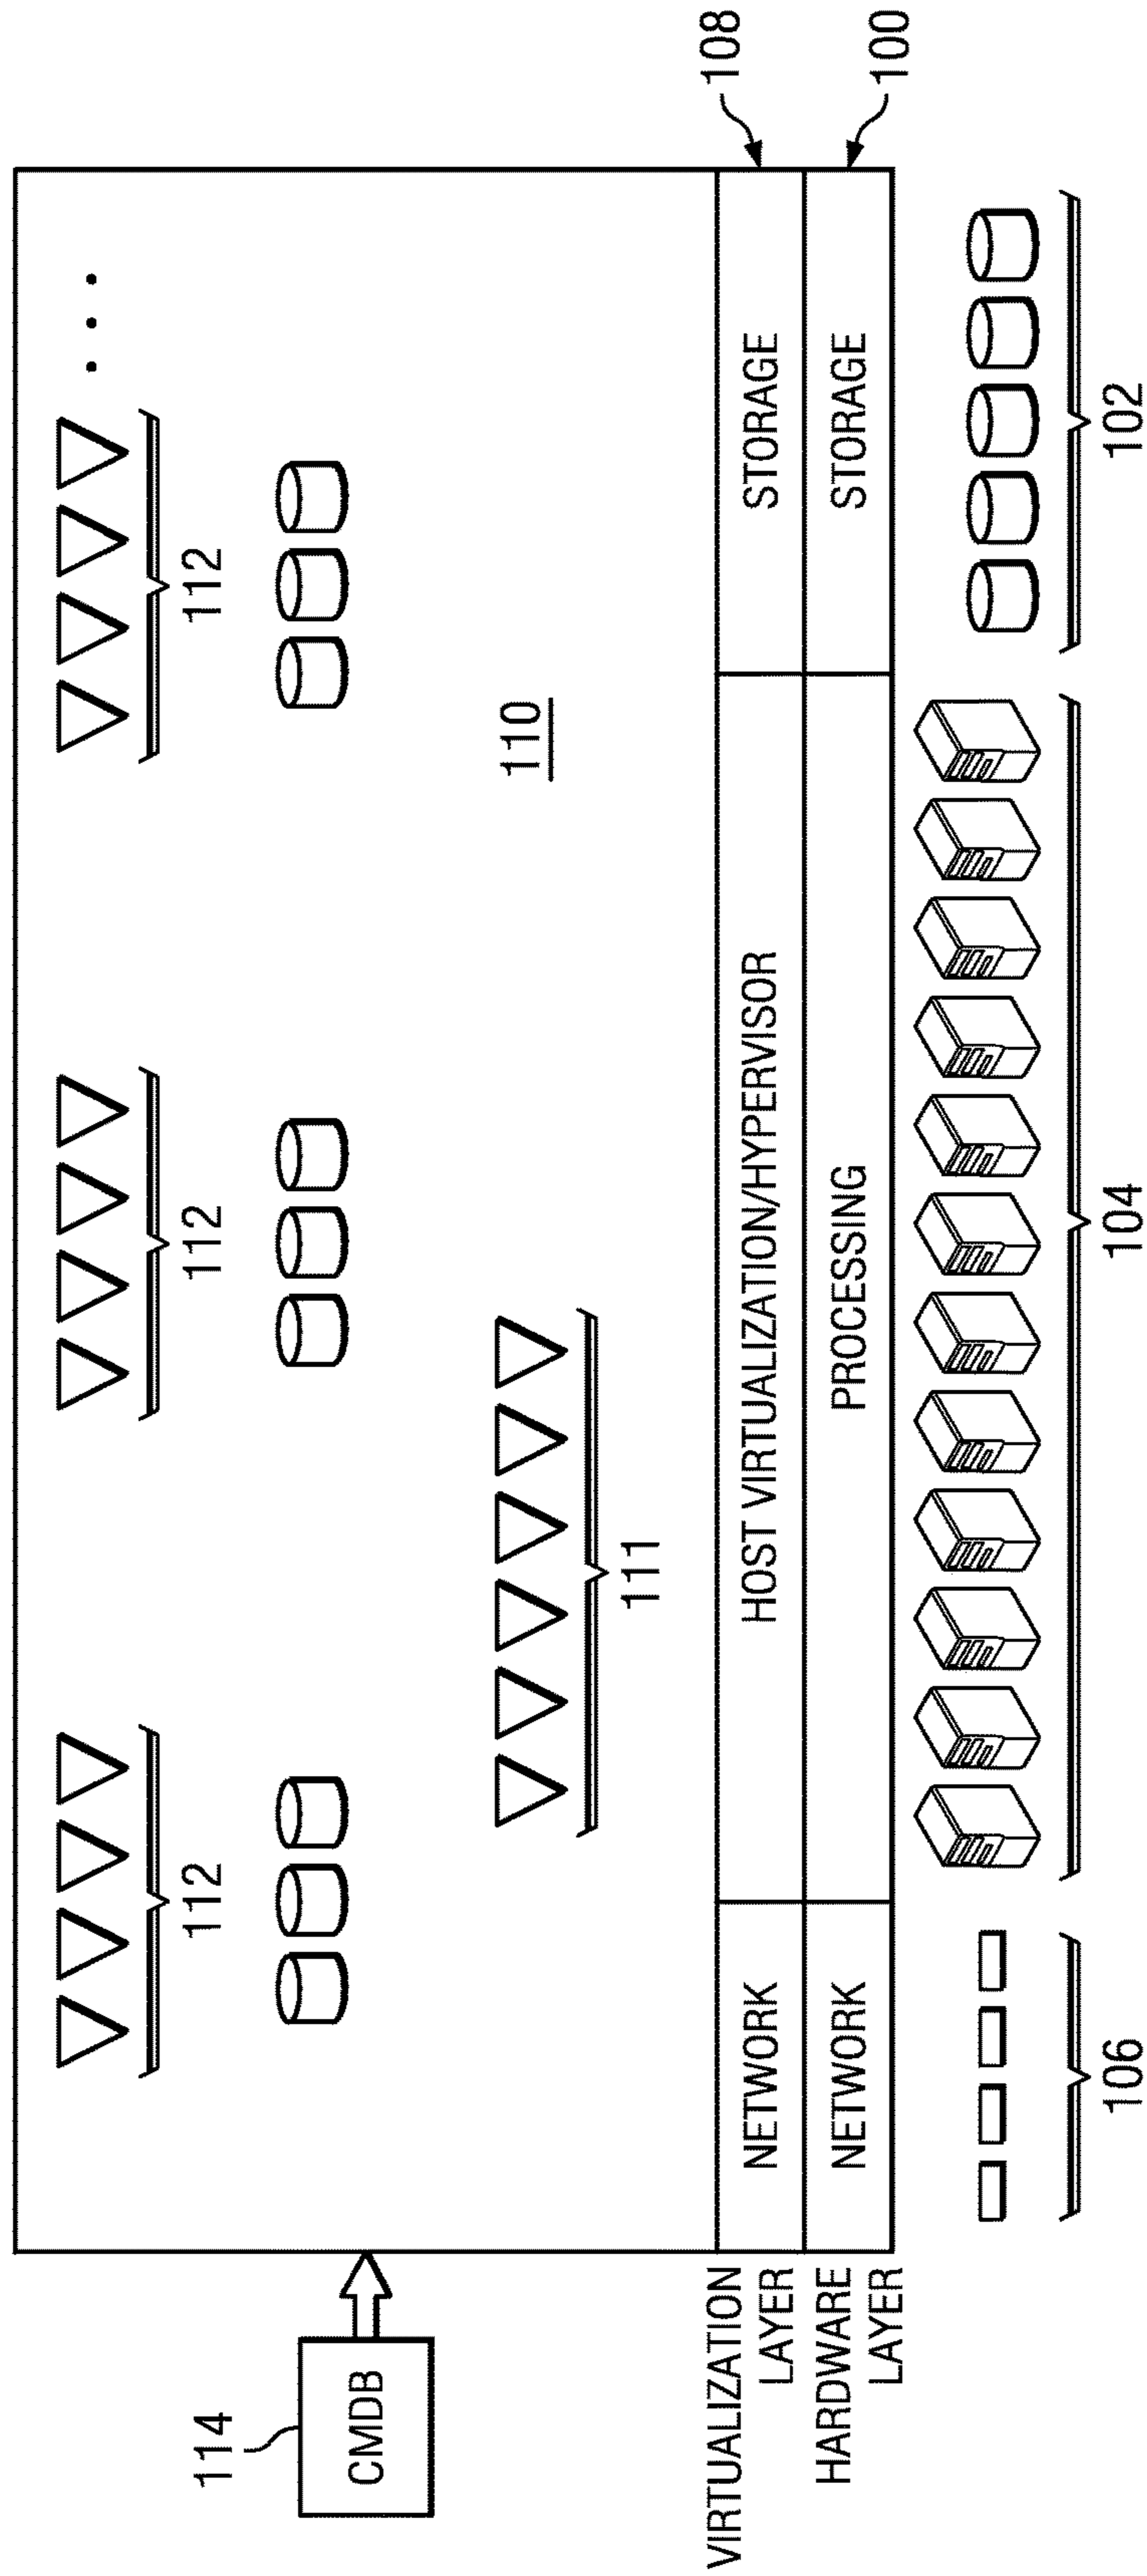 112
112
112
. . .
114
CMDB
110
111
108
VIRTUALIZATION
LAYER
NETWORK
HOST VIRTUALIZATION/HYPERVISOR
STORAGE
100
HARDWARE
LAYER
NETWORK
PROCESSING
STORAGE
106
104
102